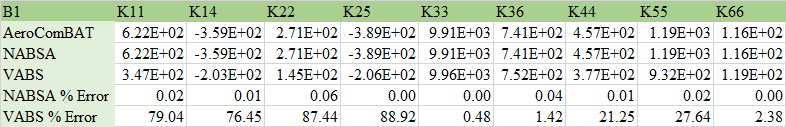 B1 K11 K14 K22 K25 K33 K36 K44 K55 K66
AeroComBAT 6.22E+02 -3.59E+02 2.71E+02 -3.89E+02 9.91E+03 7.41E+02 4.57E+02 1.19E+03 1.16E+02
NABSA 6.22E+02 -3.59E+02 2.71E+02 -3.89E+02 9.91E+03 7.41E+02 4.57E+02 1.19E+03 1.16E+02
VABS 3.47E+02 -2.03E+02 1.45E+02 -2.06E+02 9.96E+03 7.52E+02 3.77E+02 9.32E+02 1.19E+02
NABSA % Error 0.02 0.01 0.06 0.00 0.00 0.04 0.01 0.02 0.00
VABS % Error 79.04 76.45 87.44 88.92 0.48 1.42 21.25 27.64 2.38